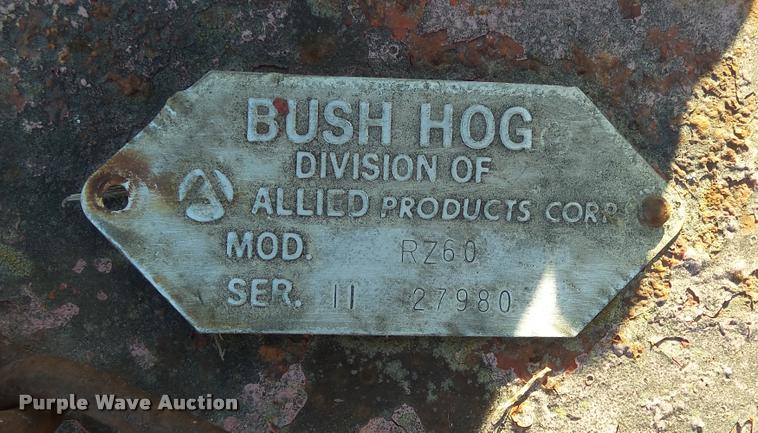 BUSH HOG
DIVISION OF
ALLIED PRODUCTS CORP
MOD. RZ60
SER. 11 27980
Purple Wave Auction